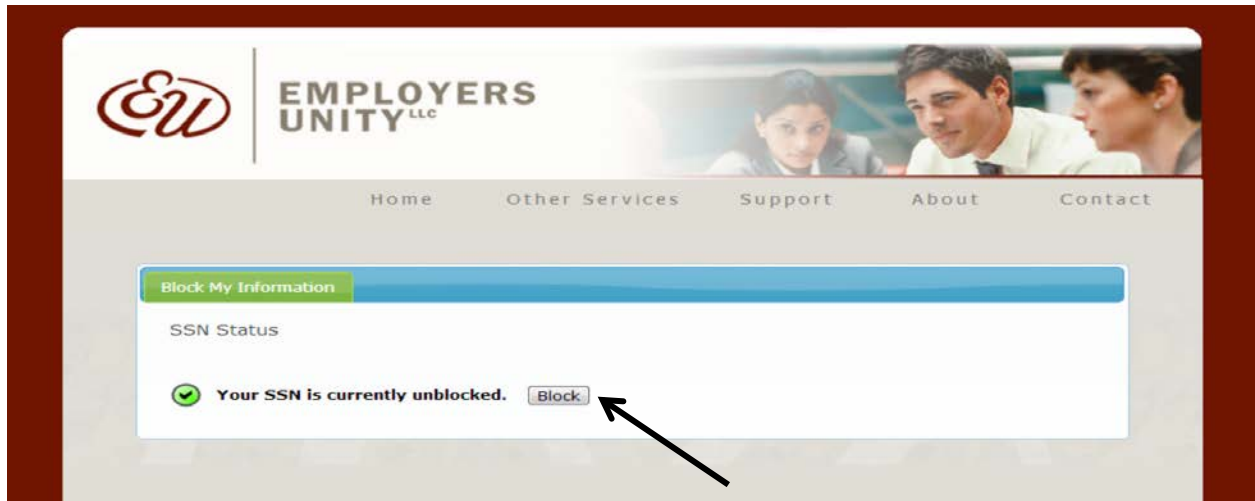 EU
EMPLOYERS
UNITY LLC
Home Other Services Support About Contact
Block My Information
SSN Status
Your SSN is currently unblocked. Block